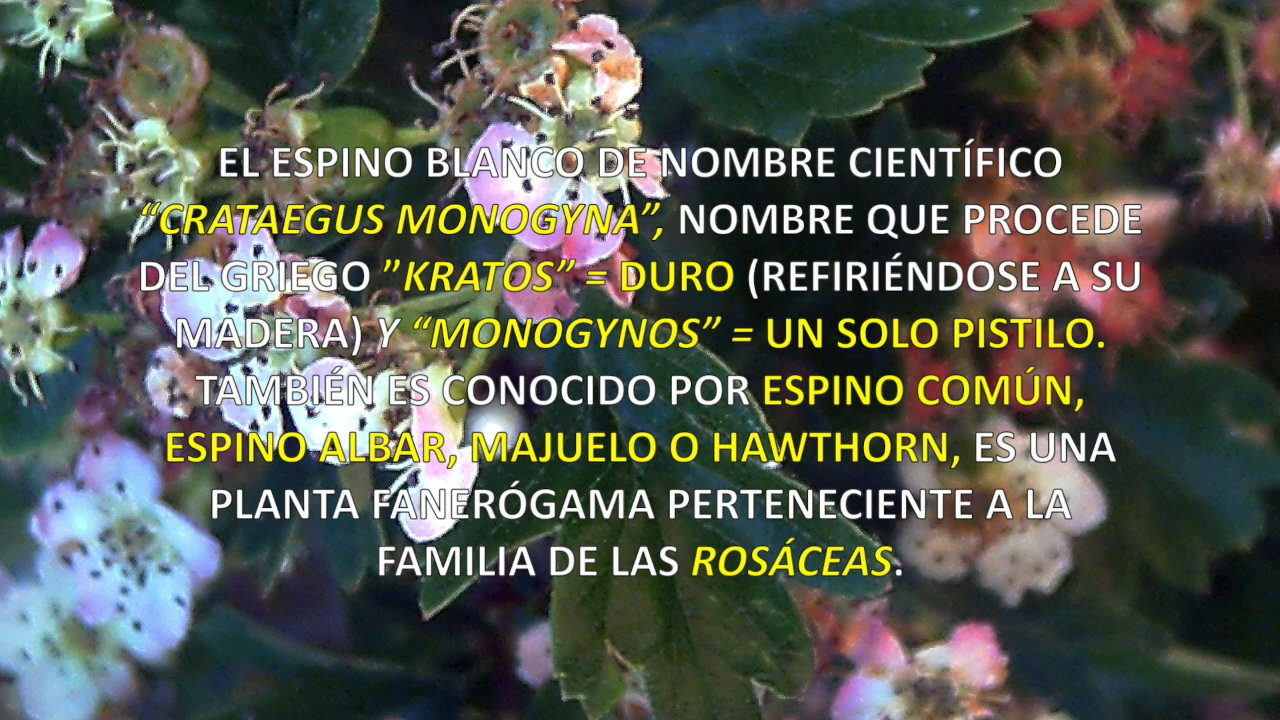 EL ESPINO BLANCO DE NOMBRE CIENTÍFICO
“CRATAEGUS MONOGYNA”, NOMBRE QUE PROCEDE
DEL GRIEGO ”KRATOS” = DURO (REFIRIÉNDOSE A SU
MADERA) Y “MONOGYNOS” = UN SOLO PISTILO.
TAMBIÉN ES CONOCIDO POR ESPINO COMÚN,
ESPINO ALBAR, MAJUELO O HAWTHORN, ES UNA
PLANTA FANERÓGAMA PERTENECIENTE A LA
FAMILIA DE LAS ROSÁCEAS.